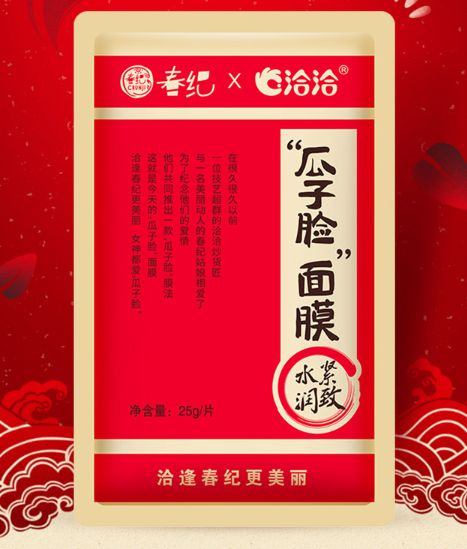 春纪
CHUNJI
春纪 X 洽洽®
“瓜子脸”面膜
紧致
水润
在很久很久以前
一位技艺超群的洽洽炒货匠
与一名美丽动人的春纪姑娘相爱了
为了纪念他们的爱情
他们共同推出一款“瓜子脸”膜法
这就是今天的“瓜子脸”面膜
洽逢春纪更美丽 女神都爱“瓜子脸”
净含量：25g/片
洽逢春纪更美丽